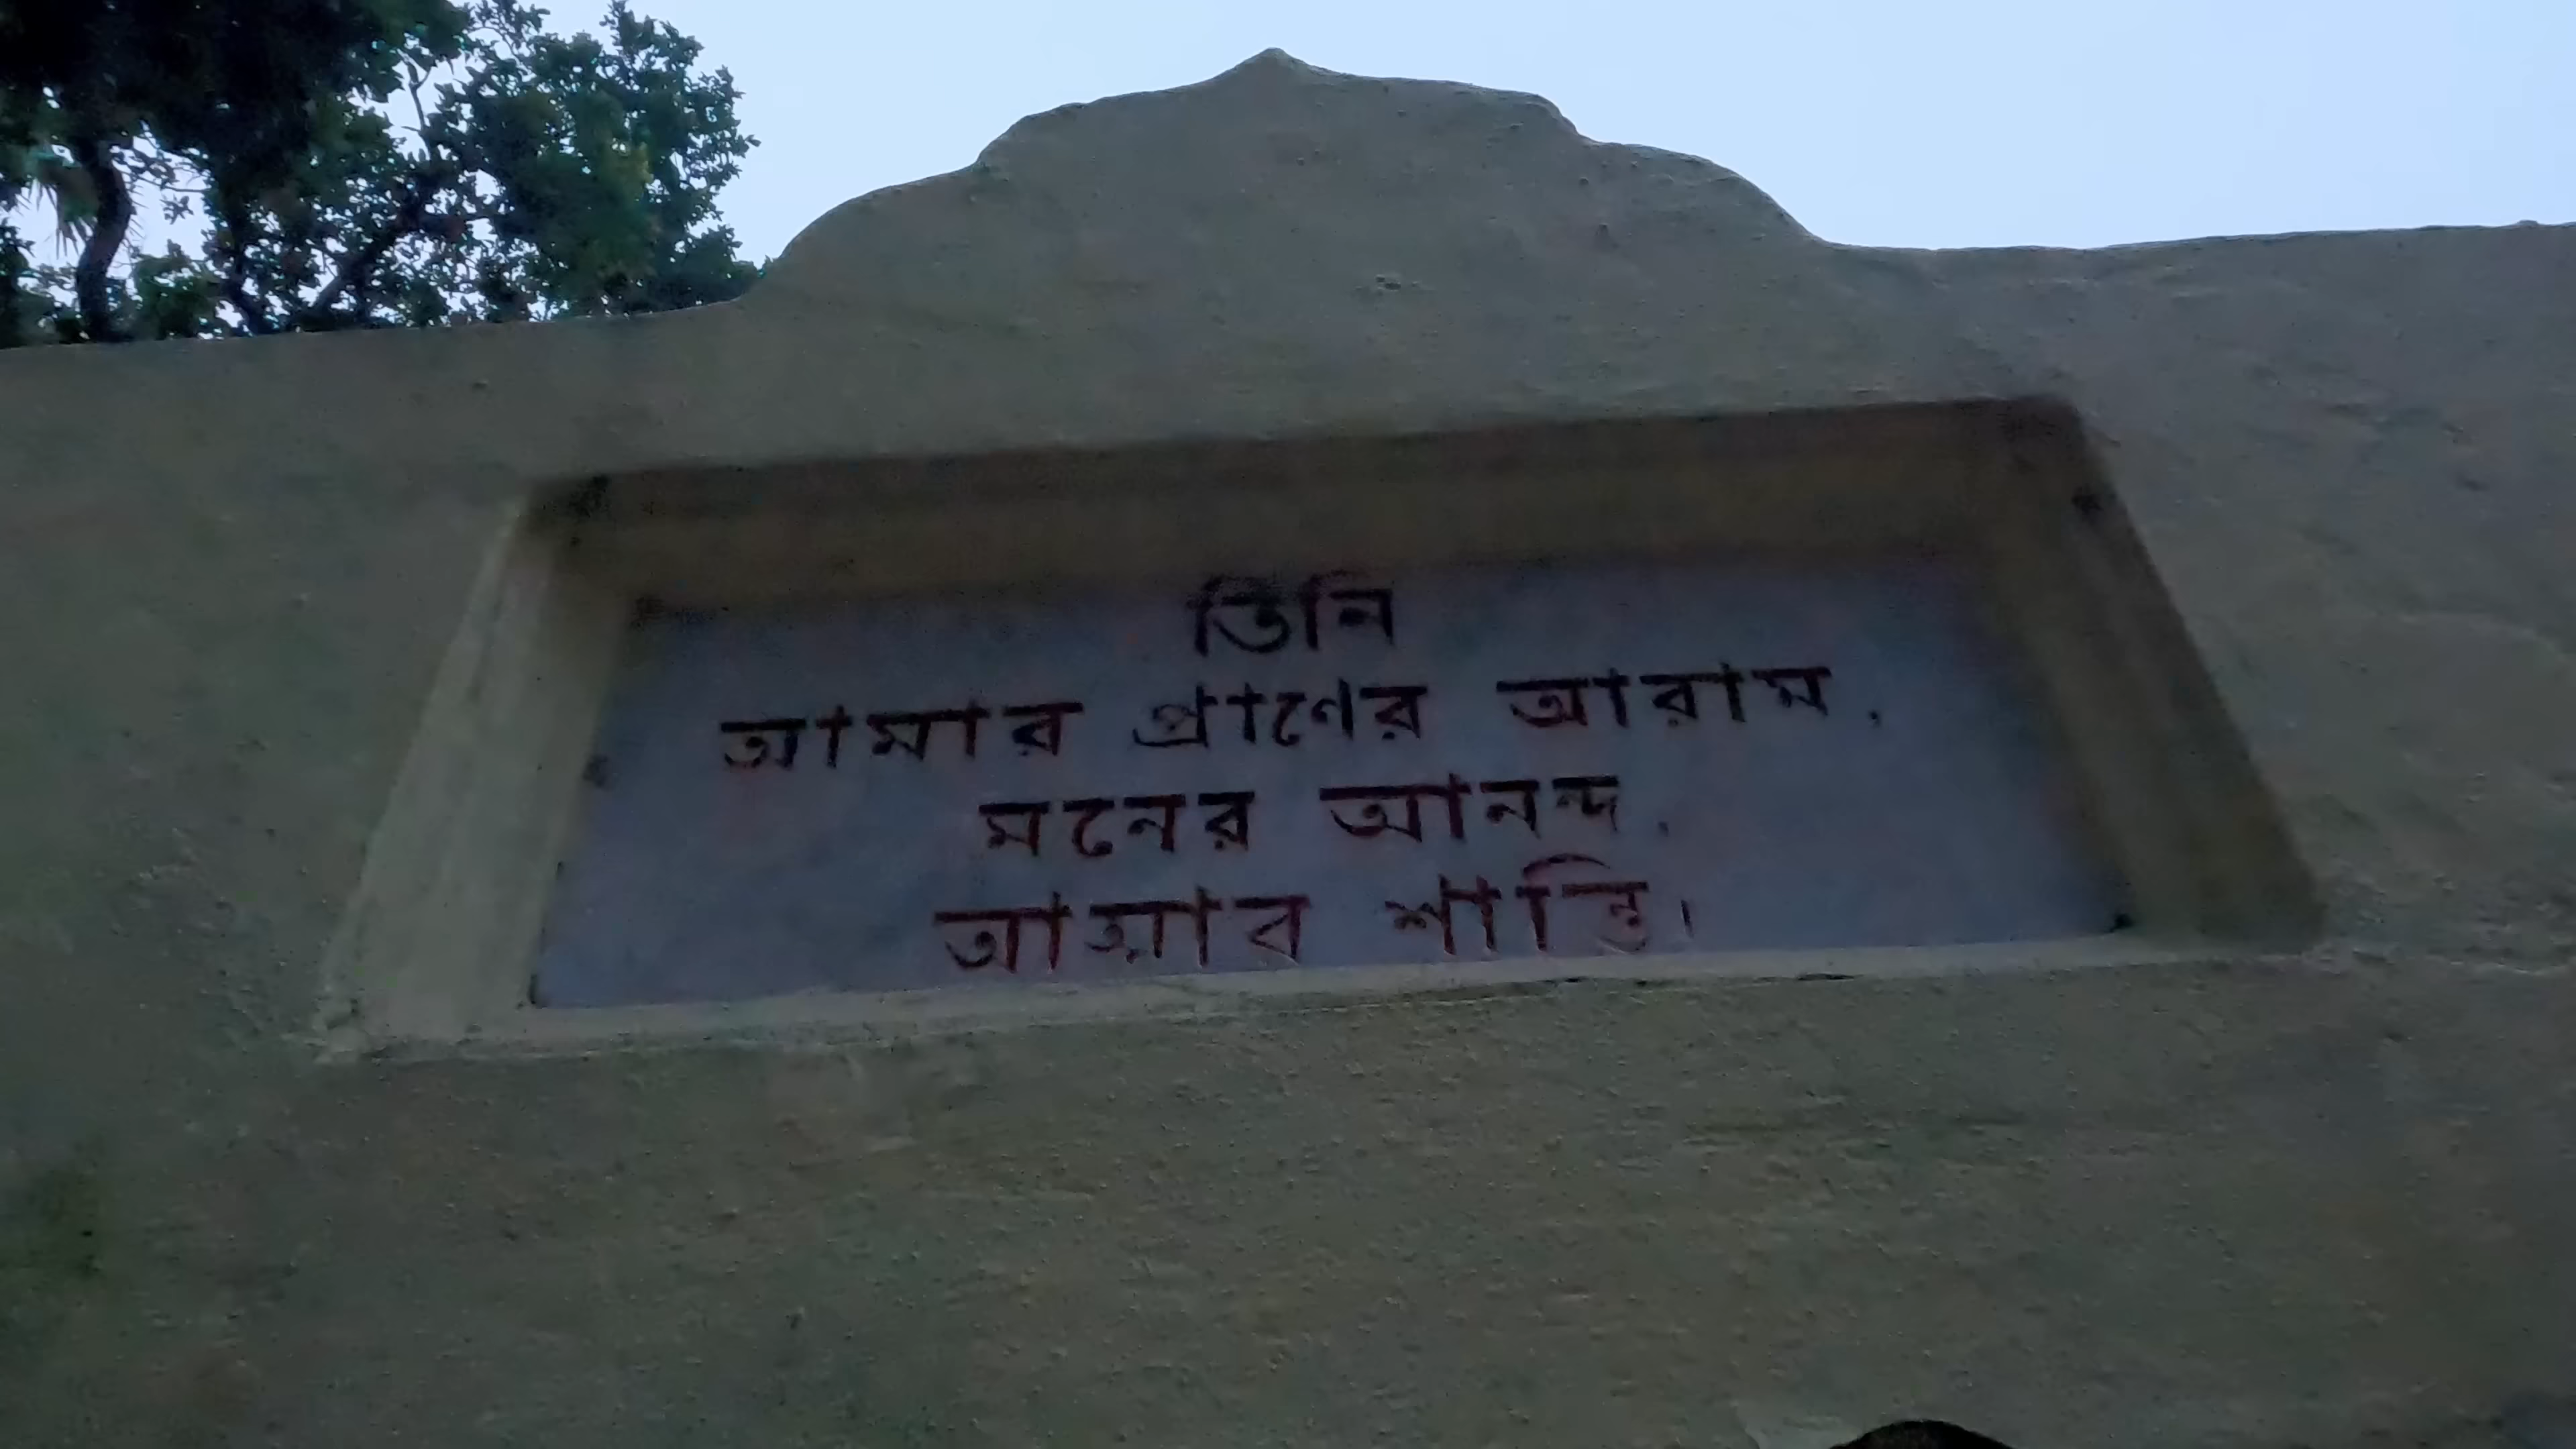 তিনি
আমার প্রাণের আরাম,
মনের আনন্দ,
আত্মার শান্তি।